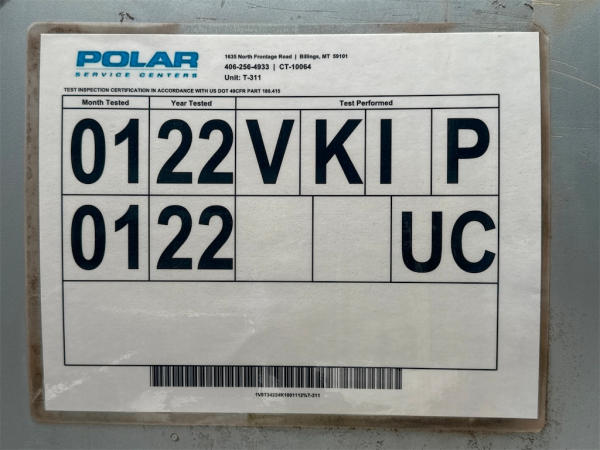 POLAR
SERVICE CENTERS
1635 North Frontage Road | Billings, MT 59101
406-256-4933 | CT-10064
Unit: T-311
TEST INSPECTION CERTIFICATION IN ACCORDANCE WITH US DOT 49CFR PART 180.415
Month Tested Year Tested Test Performed
01 22 V K I P
01 22 UC